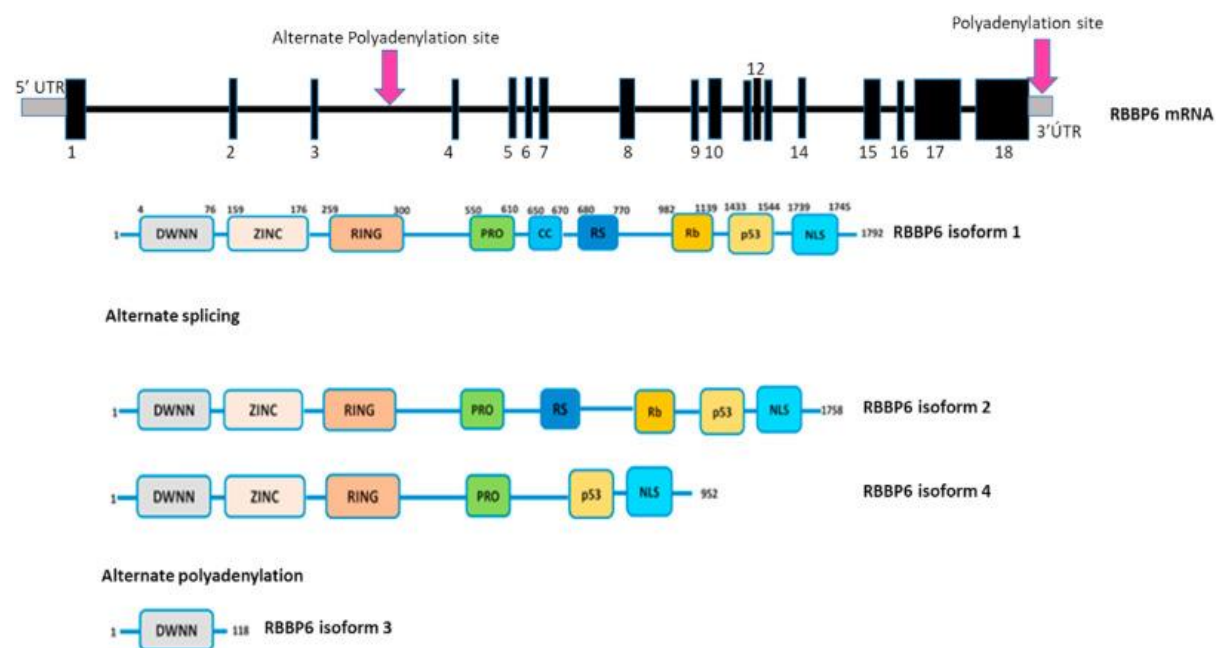 Polyadenylation site
Alternate Polyadenylation site
5' UTR
12
RBBP6 mRNA
3'ÚTR
1 2 3 4 5 6 7 8 9 10 14 15 16 17 18
4 76 159 176 259 300 550 610 650 670 680 770 982 1139 1433 1544 1739 1745
1 DWNN ZINC RING PRO CC RS Rb p53 NLS 1792 RBBP6 isoform 1
Alternate splicing
1 DWNN ZINC RING PRO RS Rb p53 NLS 1758 RBBP6 isoform 2
1 DWNN ZINC RING PRO p53 NLS 952 RBBP6 isoform 4
Alternate polyadenylation
1 DWNN 118 RBBP6 isoform 3